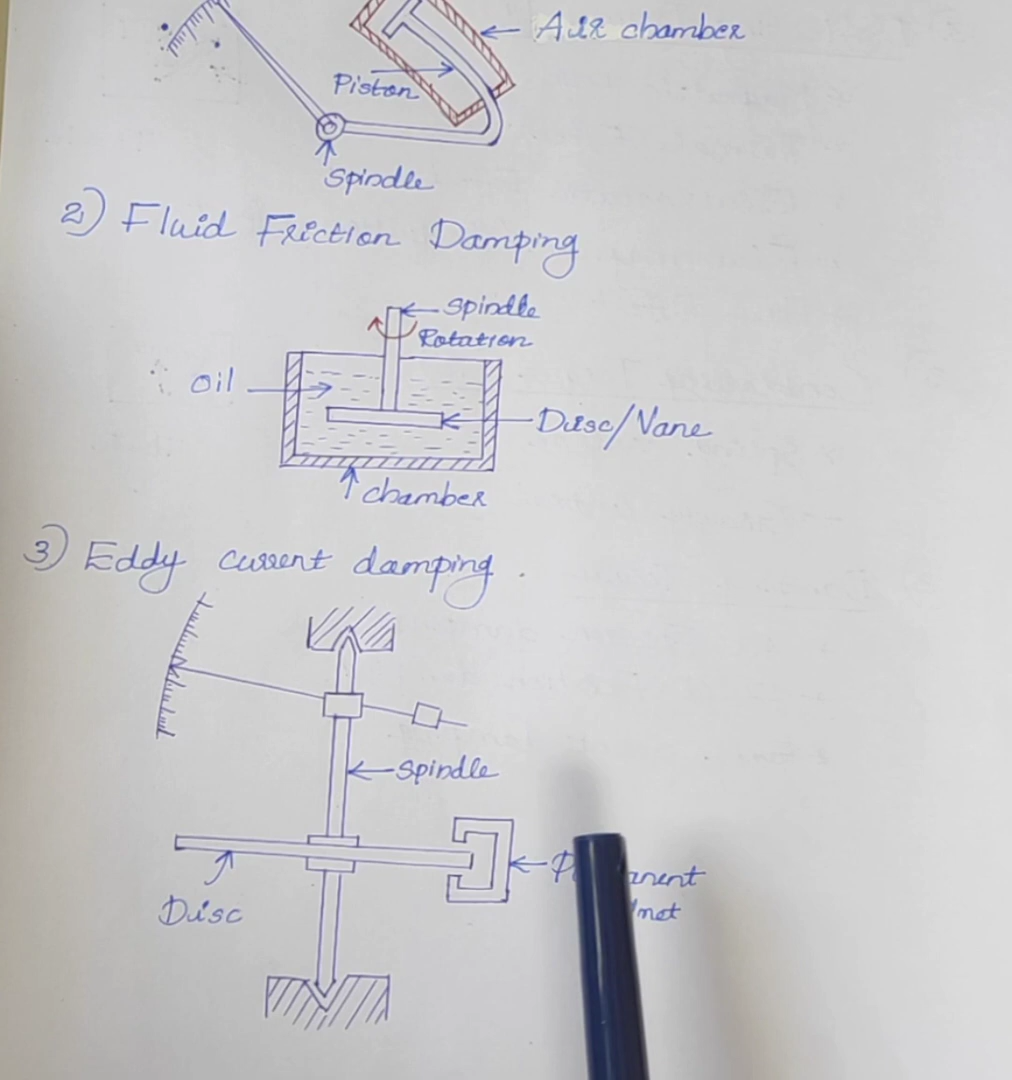 Air chamber
Piston
Spindle
2) Fluid Friction Damping
Spindle
Rotation
Oil
Disc/Vane
chamber
3) Eddy current damping.
Spindle
Disc